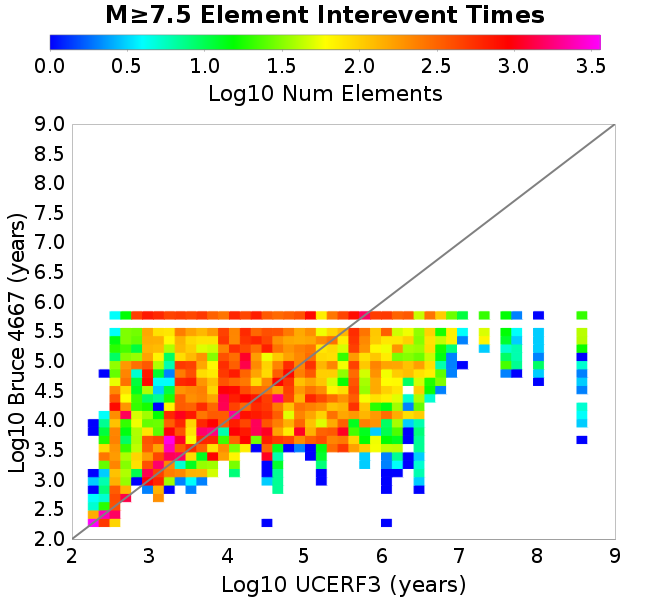 M≥7.5 Element Interevent Times
0.0 0.5 1.0 1.5 2.0 2.5 3.0 3.5
Log10 Num Elements
Log10 Bruce 4667 (years)
9.0
8.5
8.0
7.5
7.0
6.5
6.0
5.5
5.0
4.5
4.0
3.5
3.0
2.5
2.0
2 3 4 5 6 7 8 9
Log10 UCERF3 (years)